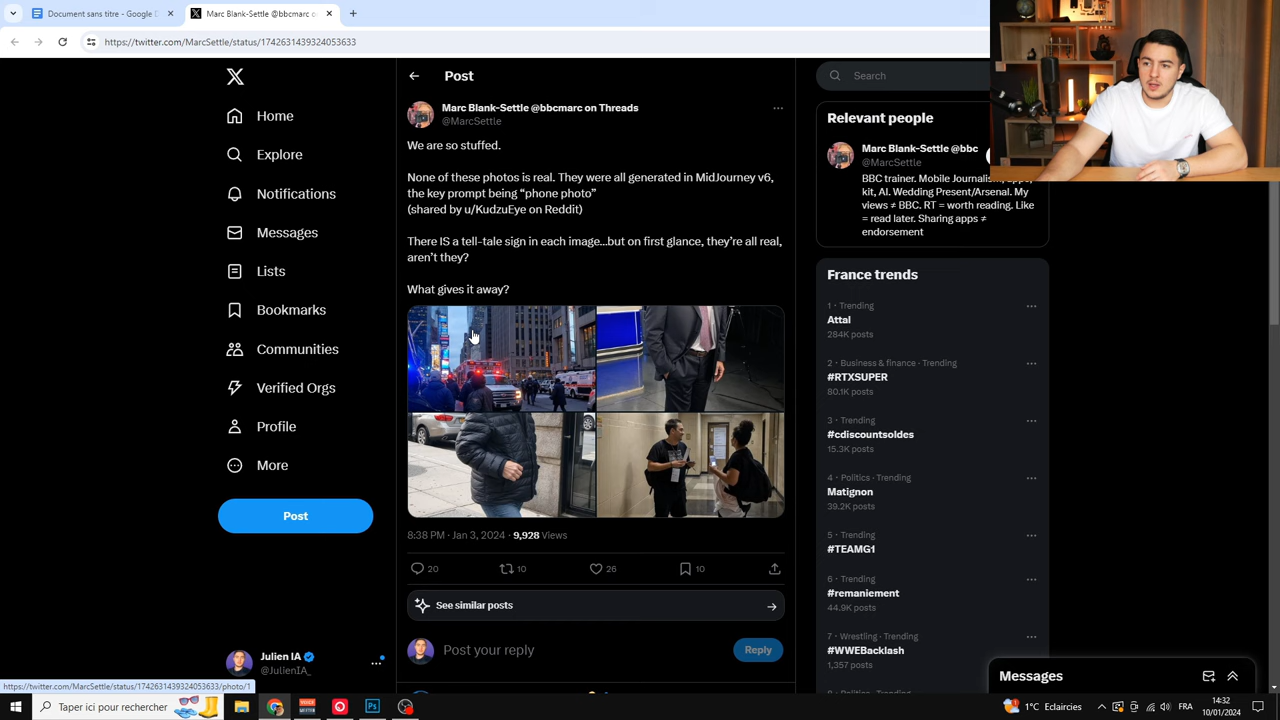 Document sans titre - Google D
Marc Blank-Settle @bbcmarc o
https://twitter.com/MarcSettle/status/1742631439324053633
Home
Explore
Notifications
Messages
Lists
Bookmarks
Communities
Verified Orgs
Profile
More
Post
Julien IA
@JulienIA_
Post
Marc Blank-Settle @bbcmarc on Threads
@MarcSettle
We are so stuffed.
None of these photos is real. They were all generated in MidJourney v6,
the key prompt being “phone photo”
(shared by u/KudzuEye on Reddit)
There IS a tell-tale sign in each image...but on first glance, they’re all real,
aren’t they?
What gives it away?
8:38 PM · Jan 3, 2024 · 9,928 Views
20 10 26 10
See similar posts
Post your reply
Reply
Search
Relevant people
Marc Blank-Settle @bbc
@MarcSettle
BBC trainer. Mobile Journalism, apps,
kit, AI. Wedding Present/Arsenal. My
views ≠ BBC. RT = worth reading. Like
= read later. Sharing apps ≠
endorsement
France trends
1 · Trending
Attal
284K posts
2 · Business & finance · Trending
#RTXSUPER
80.1K posts
3 · Trending
#cdiscountsoldes
15.3K posts
4 · Politics · Trending
Matignon
39.2K posts
5 · Trending
#TEAMG1
6 · Trending
#remaniement
44.9K posts
7 · Wrestling · Trending
#WWEBacklash
1,357 posts
Messages
https://twitter.com/MarcSettle/status/1742631439324053633/photo/1
Taper ici pour rechercher
1°C Eclaircies
FRA
14:32
10/01/2024